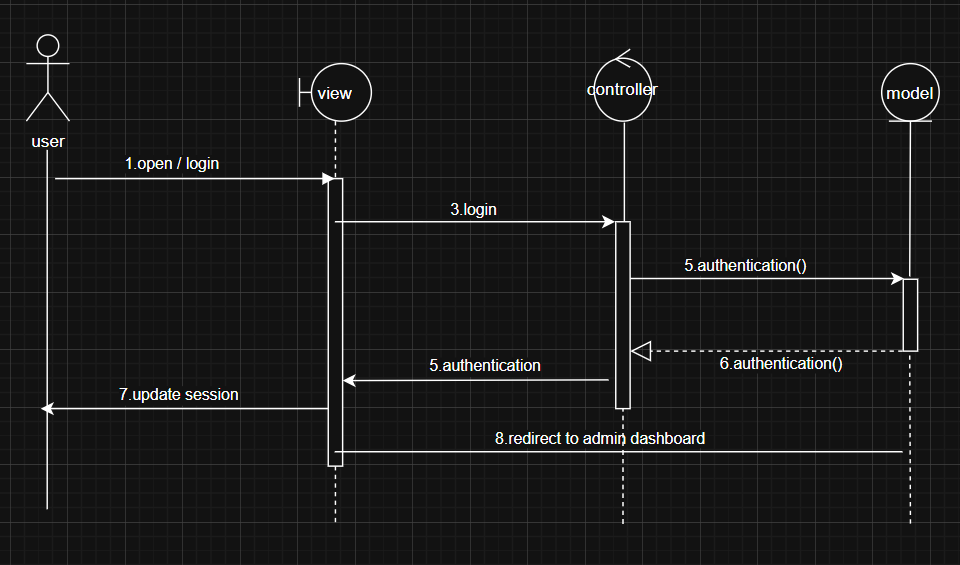 user
view
controller
model
1.open / login
3.login
5.authentication()
6.authentication()
5.authentication
7.update session
8.redirect to admin dashboard